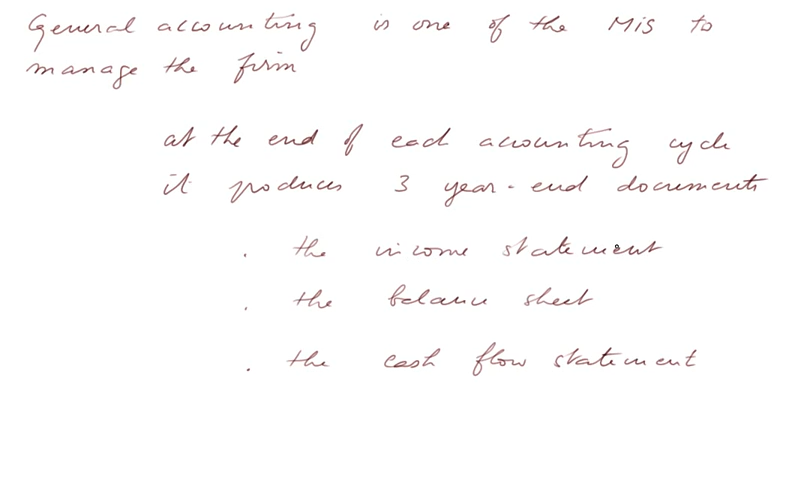 General accounting is one of the MiS to
manage the firm
at the end of each accounting cycle
it produces 3 year-end documents
. the income statement
. the balance sheet
. the cash flow statement